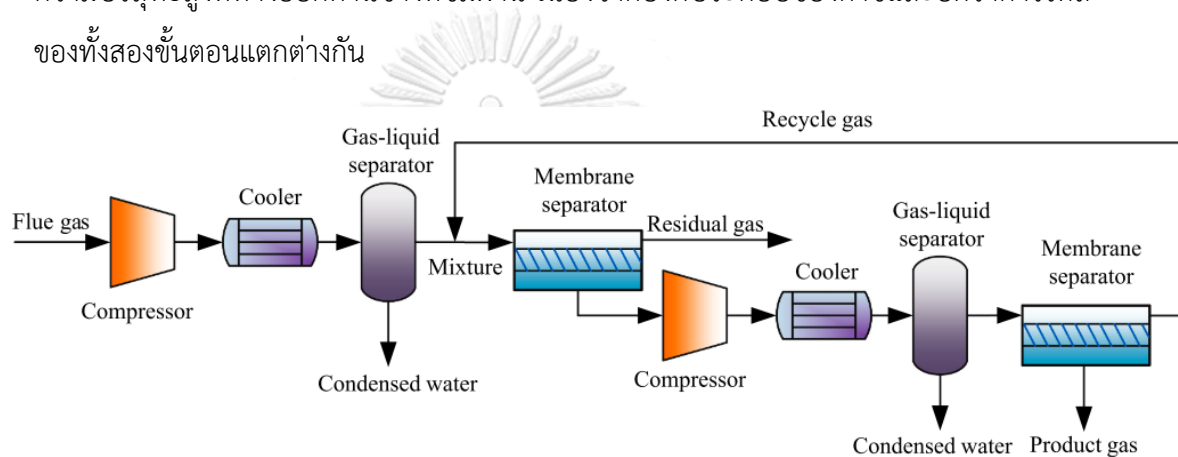 ของทั้งสองขั้นตอนแตกต่างกัน
Recycle gas
Gas-liquid
separator
Membrane
separator
Gas-liquid
separator
Cooler
Flue gas
Residual gas
Membrane
separator
Mixture
Cooler
Compressor
Condensed water
Compressor
Condensed water
Product gas